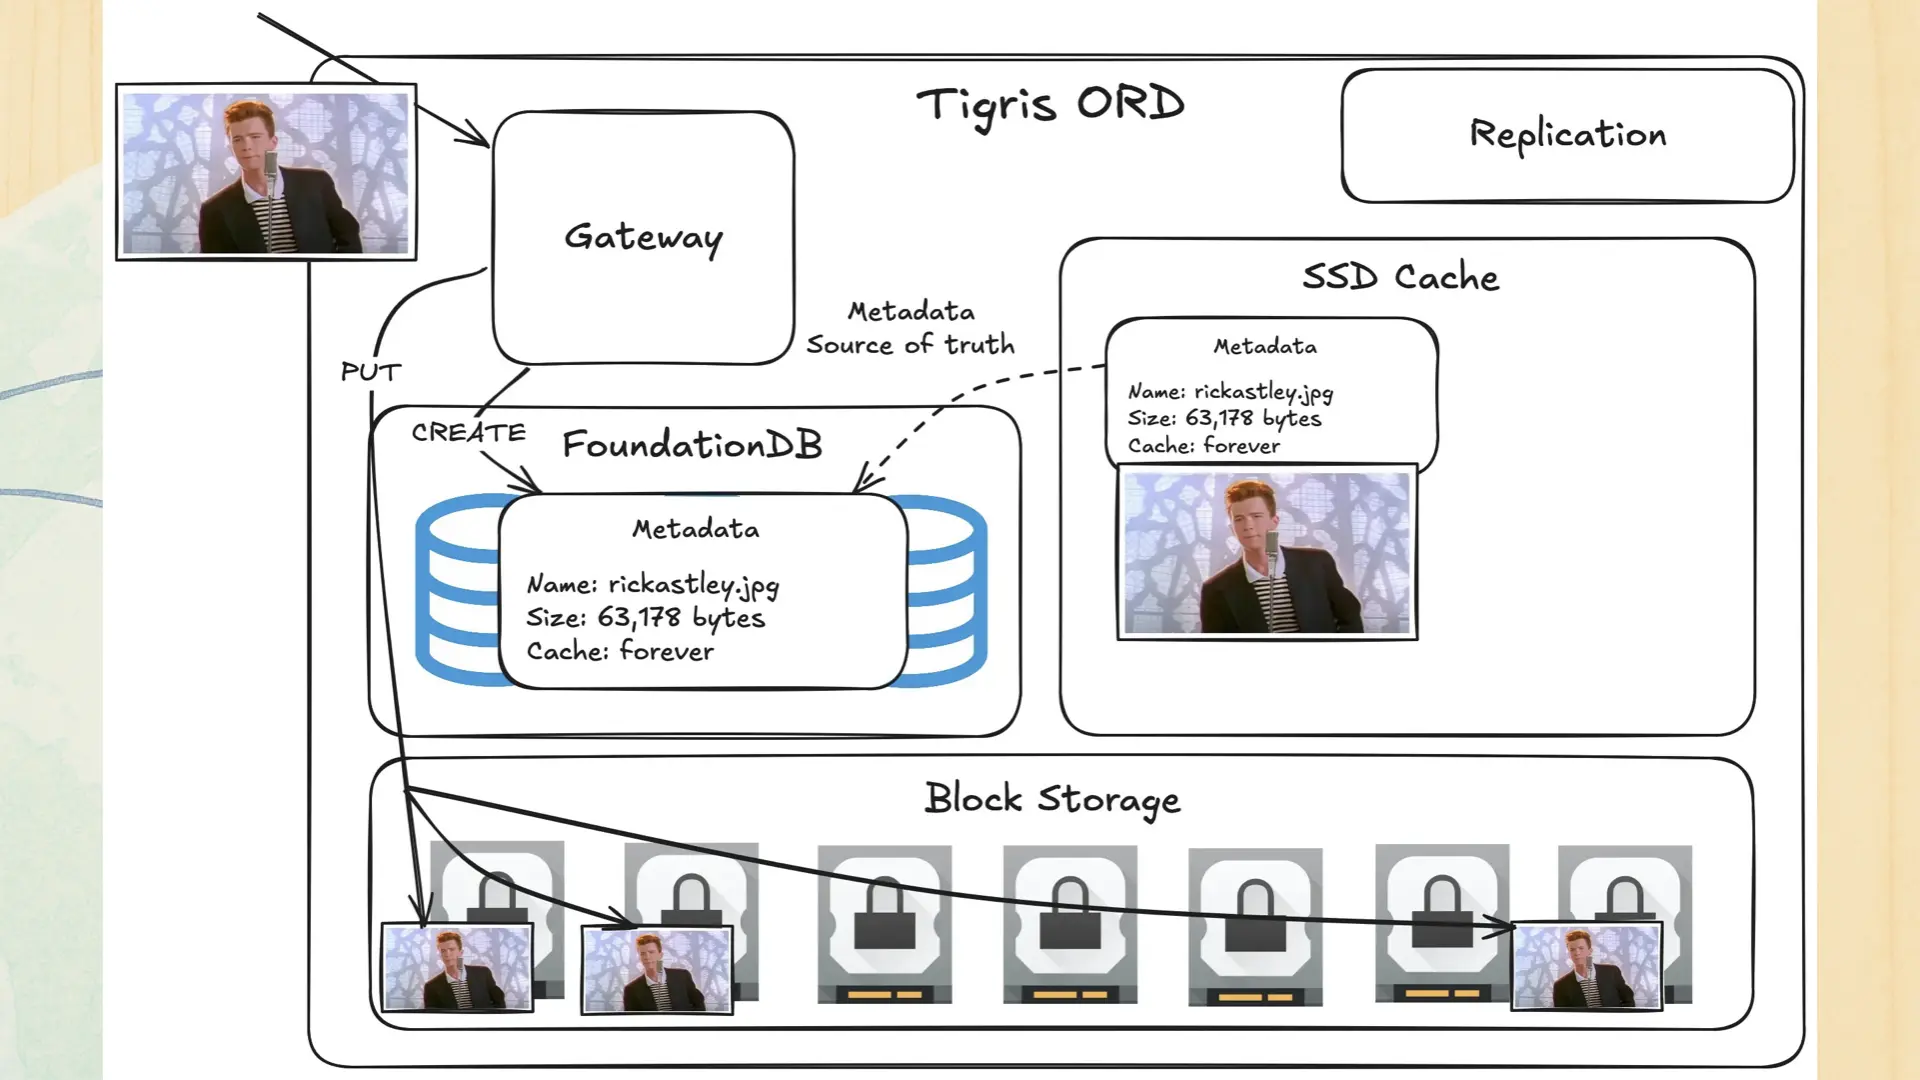 Tigris ORD
Replication
Gateway
SSD Cache
Metadata
Source of truth
Metadata
Name: rickastley.jpg
Size: 63,178 bytes
Cache: forever
PUT
CREATE
FoundationDB
Metadata
Name: rickastley.jpg
Size: 63,178 bytes
Cache: forever
Block Storage